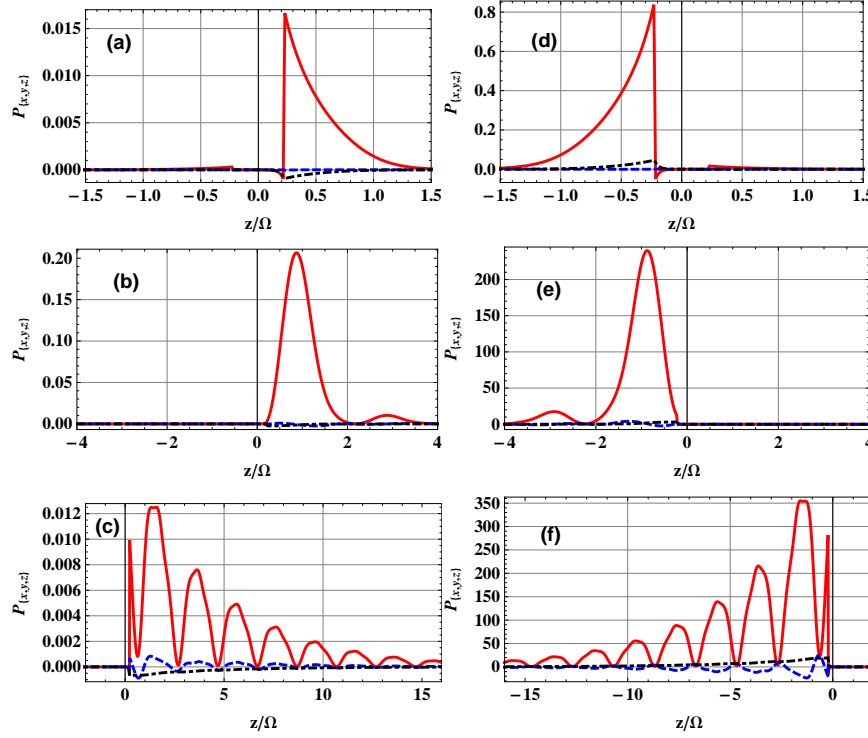 (a)
P{x,y,z}
0.015
0.010
0.005
0.000
−1.5 −1.0 −0.5 0.0 0.5 1.0 1.5
z/Ω
(d)
P{x,y,z}
0.8
0.6
0.4
0.2
0.0
−1.5 −1.0 −0.5 0.0 0.5 1.0 1.5
z/Ω
(b)
P{x,y,z}
0.20
0.15
0.10
0.05
0.00
−4 −2 0 2 4
z/Ω
(e)
P{x,y,z}
200
150
100
50
0
−4 −2 0 2 4
z/Ω
(c)
P{x,y,z}
0.012
0.010
0.008
0.006
0.004
0.002
0.000
0 5 10 15
z/Ω
(f)
P{x,y,z}
350
300
250
200
150
100
50
0
−15 −10 −5 0
z/Ω